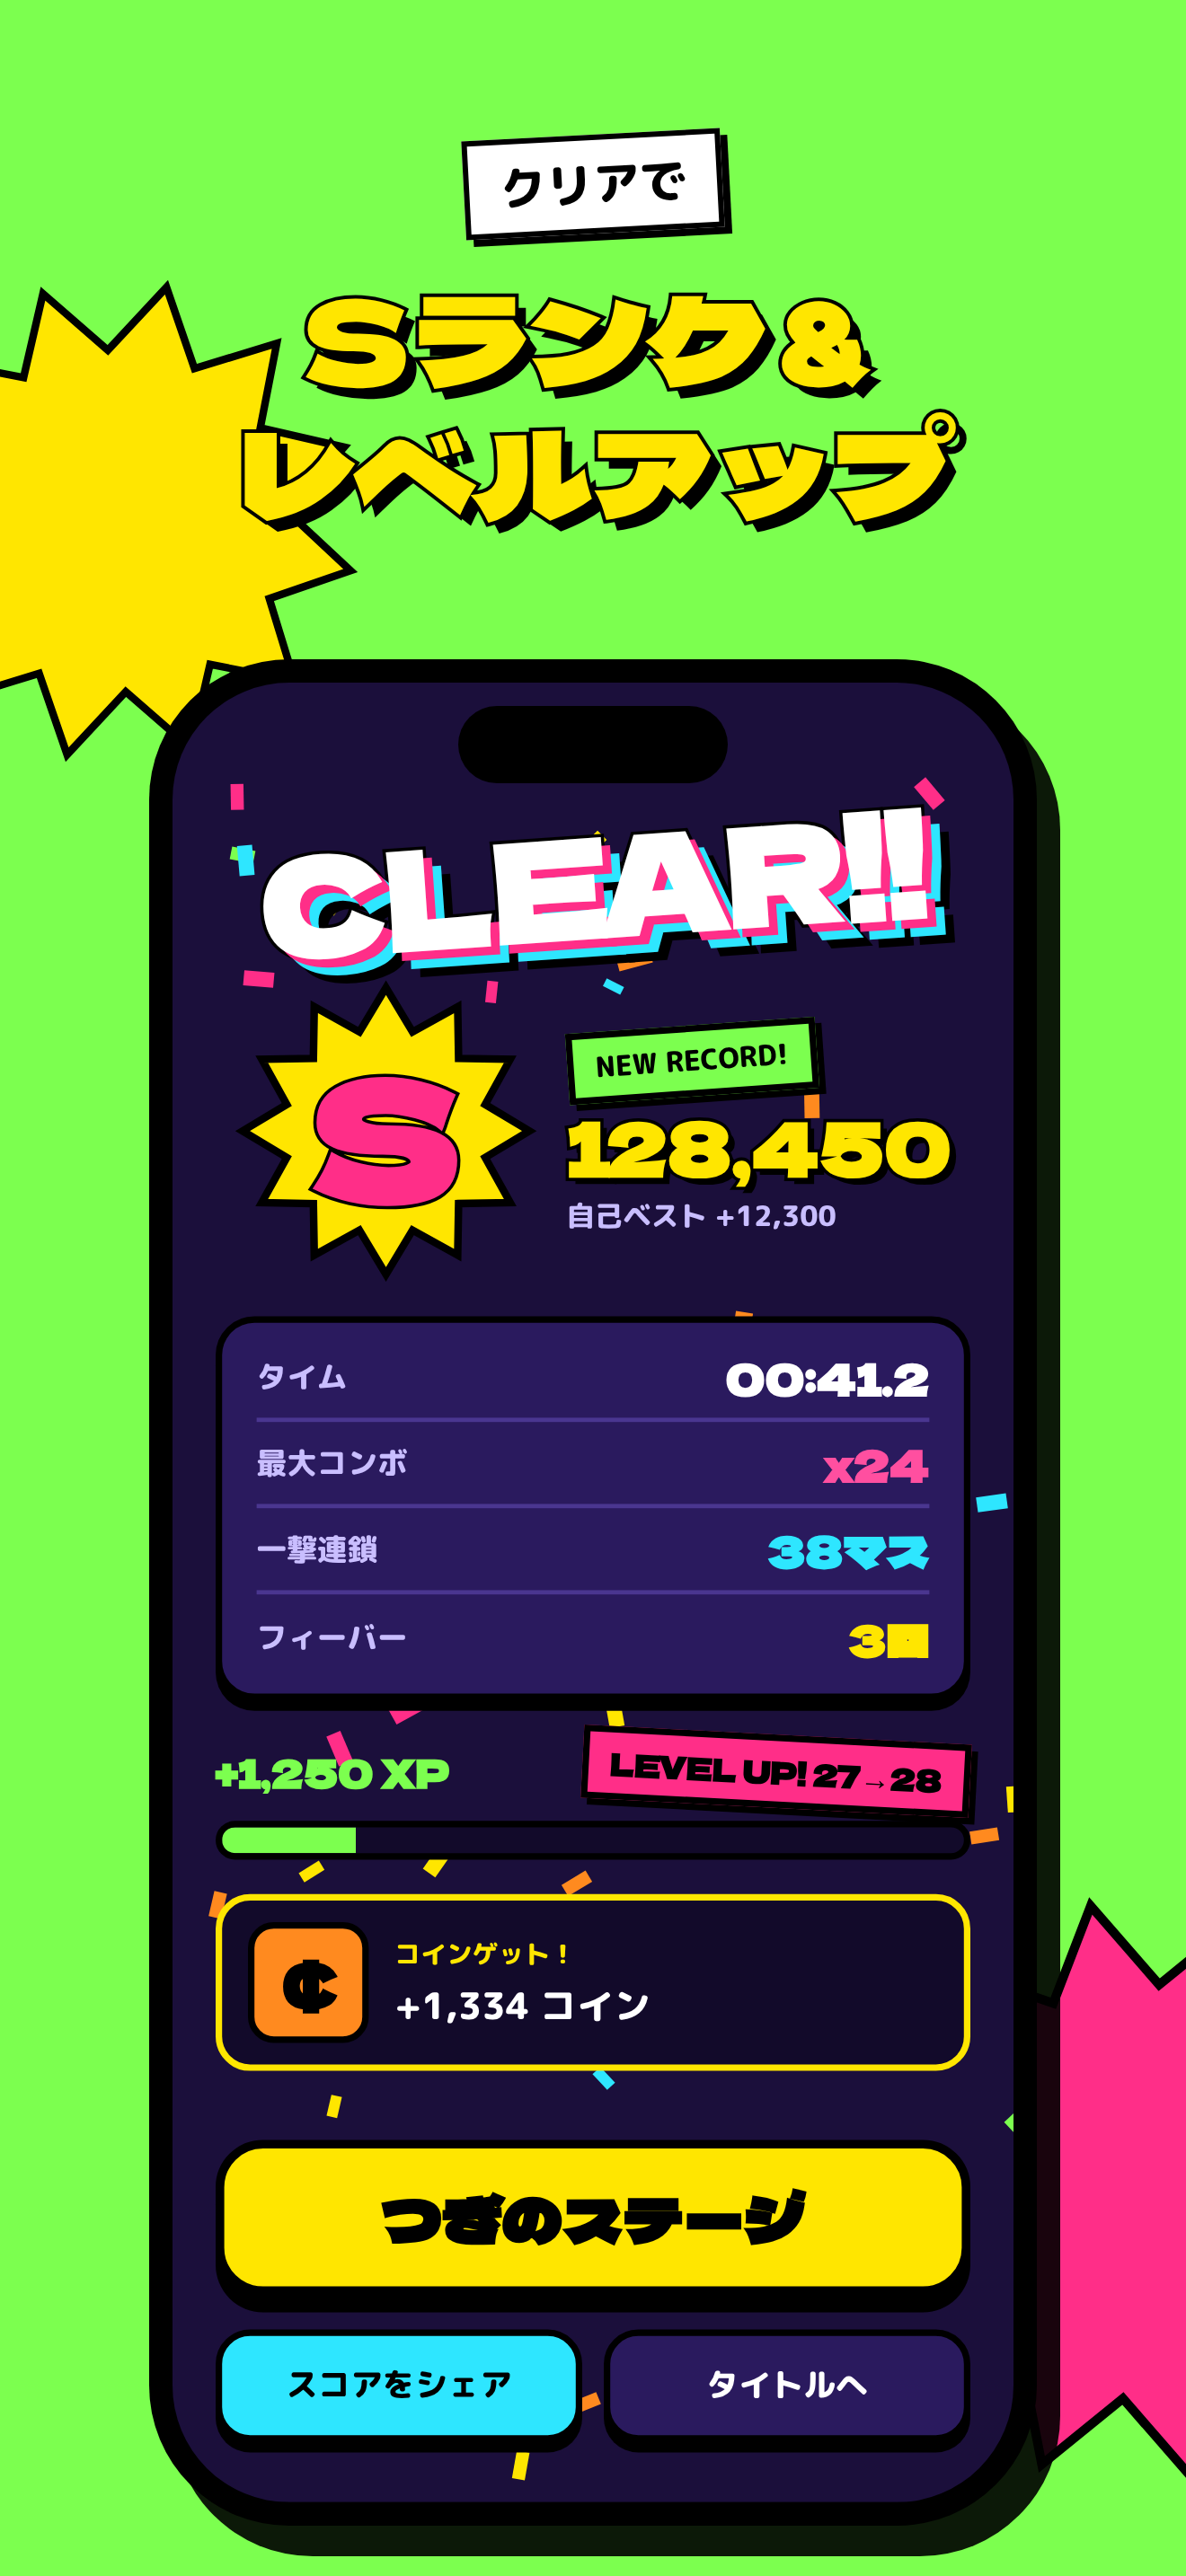 クリアで
Sランク&
レベルアップ
CLEAR!!
S
NEW RECORD!
128,450
自己ベスト +12,300
タイム 00:41.2
最大コンボ x24
一撃連鎖 38マス
フィーバー 3回
+1,250 XP
LEVEL UP! 27→28
コインゲット！
+1,334 コイン
つぎのステージ
スコアをシェア
タイトルへ